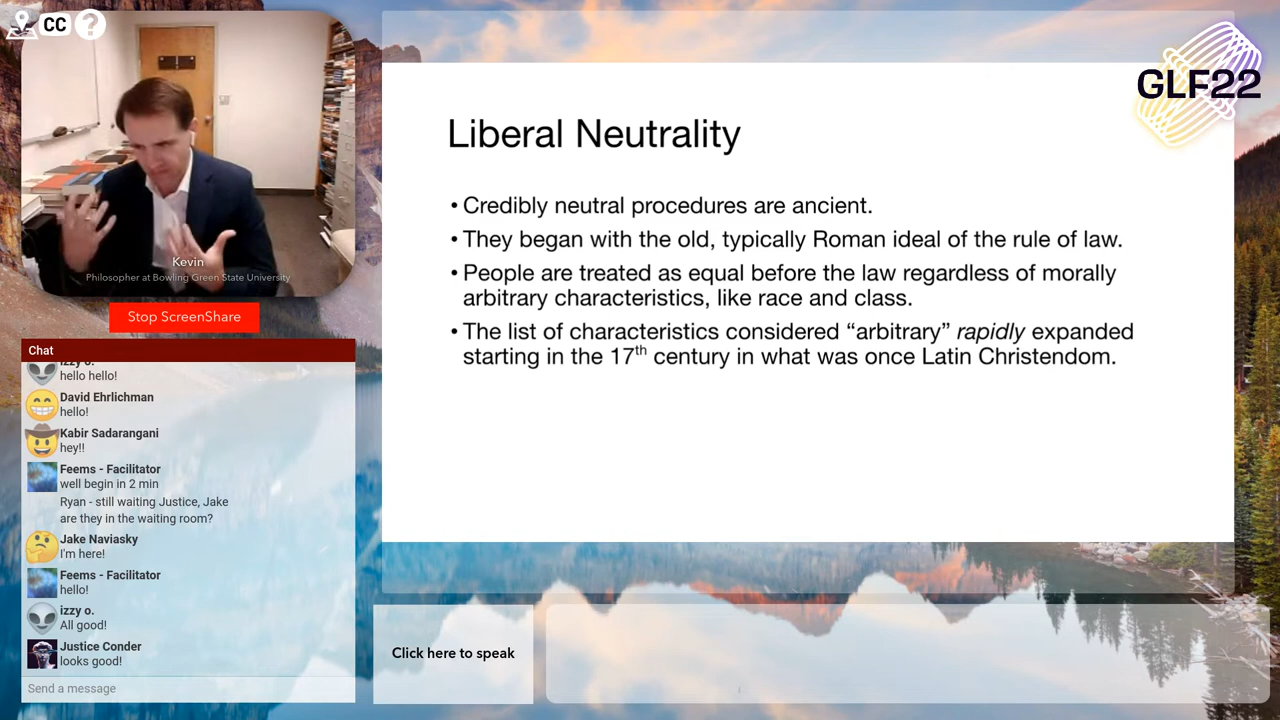 CC
?
GLF22
Liberal Neutrality
• Credibly neutral procedures are ancient.
• They began with the old, typically Roman ideal of the rule of law.
• People are treated as equal before the law regardless of morally
arbitrary characteristics, like race and class.
• The list of characteristics considered “arbitrary” rapidly expanded
starting in the 17th century in what was once Latin Christendom.
Kevin
Philosopher at Bowling Green State University
Stop ScreenShare
Chat
izzy o.
hello hello!
David Ehrlichman
hello!
Kabir Sadarangani
hey!!
Feems - Facilitator
well begin in 2 min
Ryan - still waiting Justice, Jake
are they in the waiting room?
Jake Naviasky
I'm here!
Feems - Facilitator
hello!
izzy o.
All good!
Justice Conder
looks good!
Send a message
Click here to speak